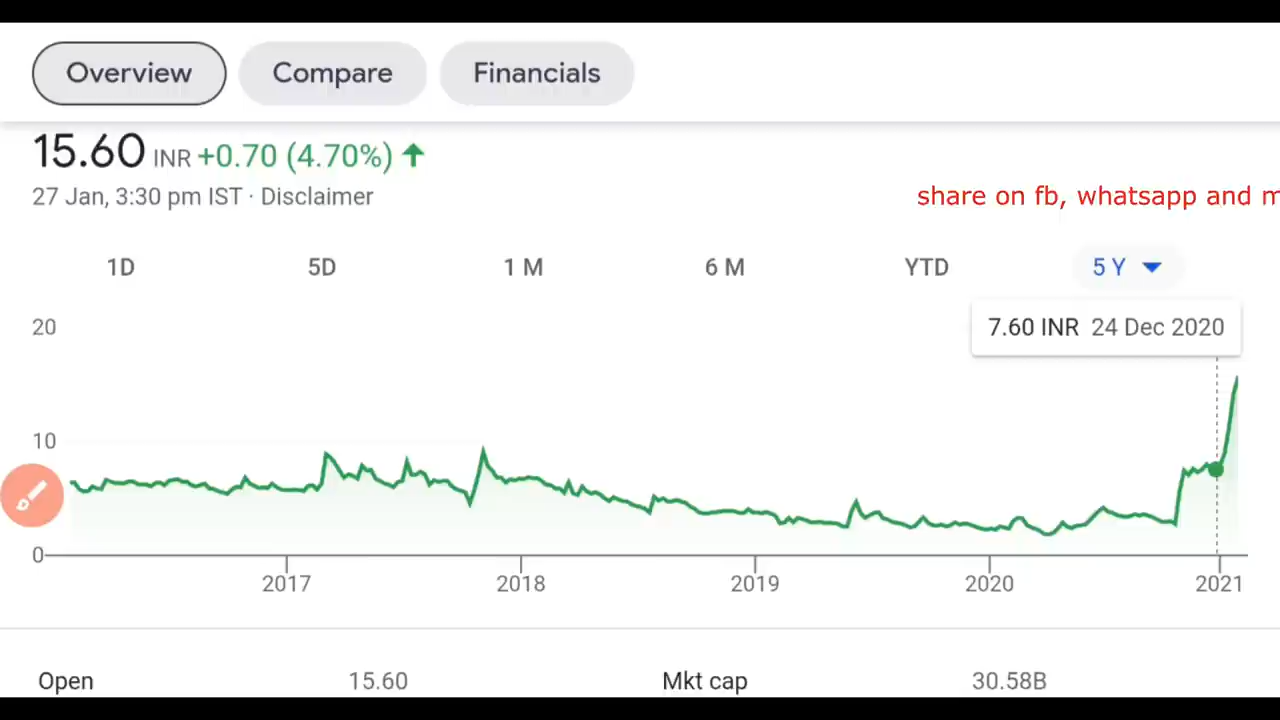 Overview Compare Financials
15.60 INR +0.70 (4.70%)
27 Jan, 3:30 pm IST · Disclaimer
share on fb, whatsapp and
1D 5D 1 M 6 M YTD 5 Y
7.60 INR 24 Dec 2020
20
10
0
2017 2018 2019 2020 2021
Open 15.60 Mkt cap 30.58B